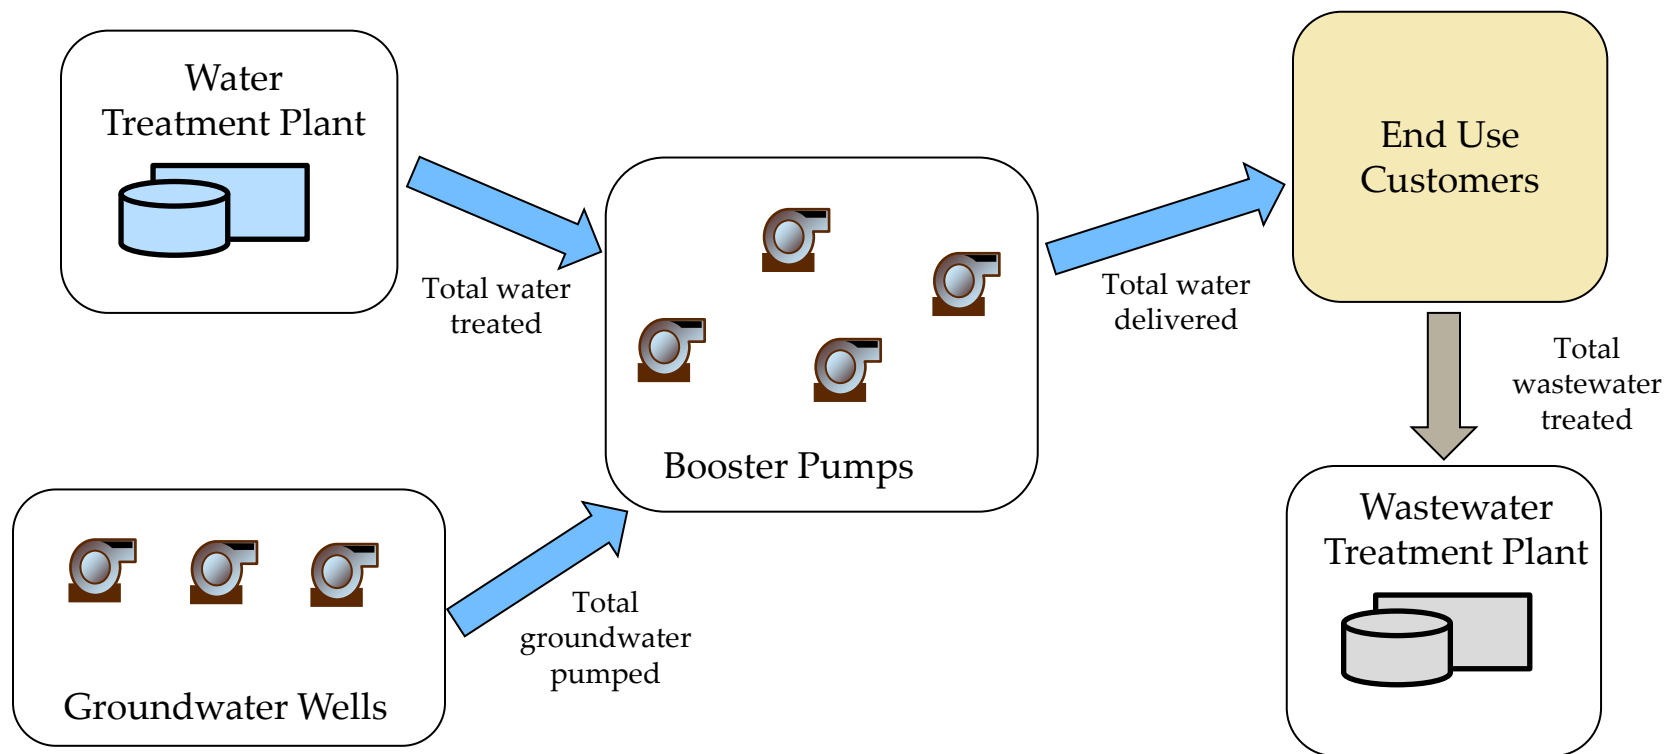 Water
Treatment Plant
Total water
treated
Booster Pumps
Total water
delivered
End Use
Customers
Total
wastewater
treated
Wastewater
Treatment Plant
Total
groundwater
pumped
Groundwater Wells